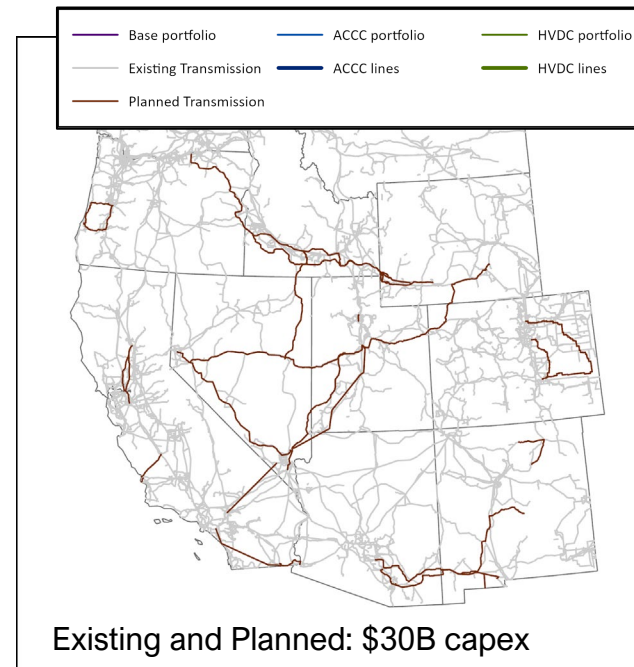 Base portfolio ACCC portfolio HVDC portfolio
Existing Transmission ACCC lines HVDC lines
Planned Transmission
Existing and Planned: $30B capex